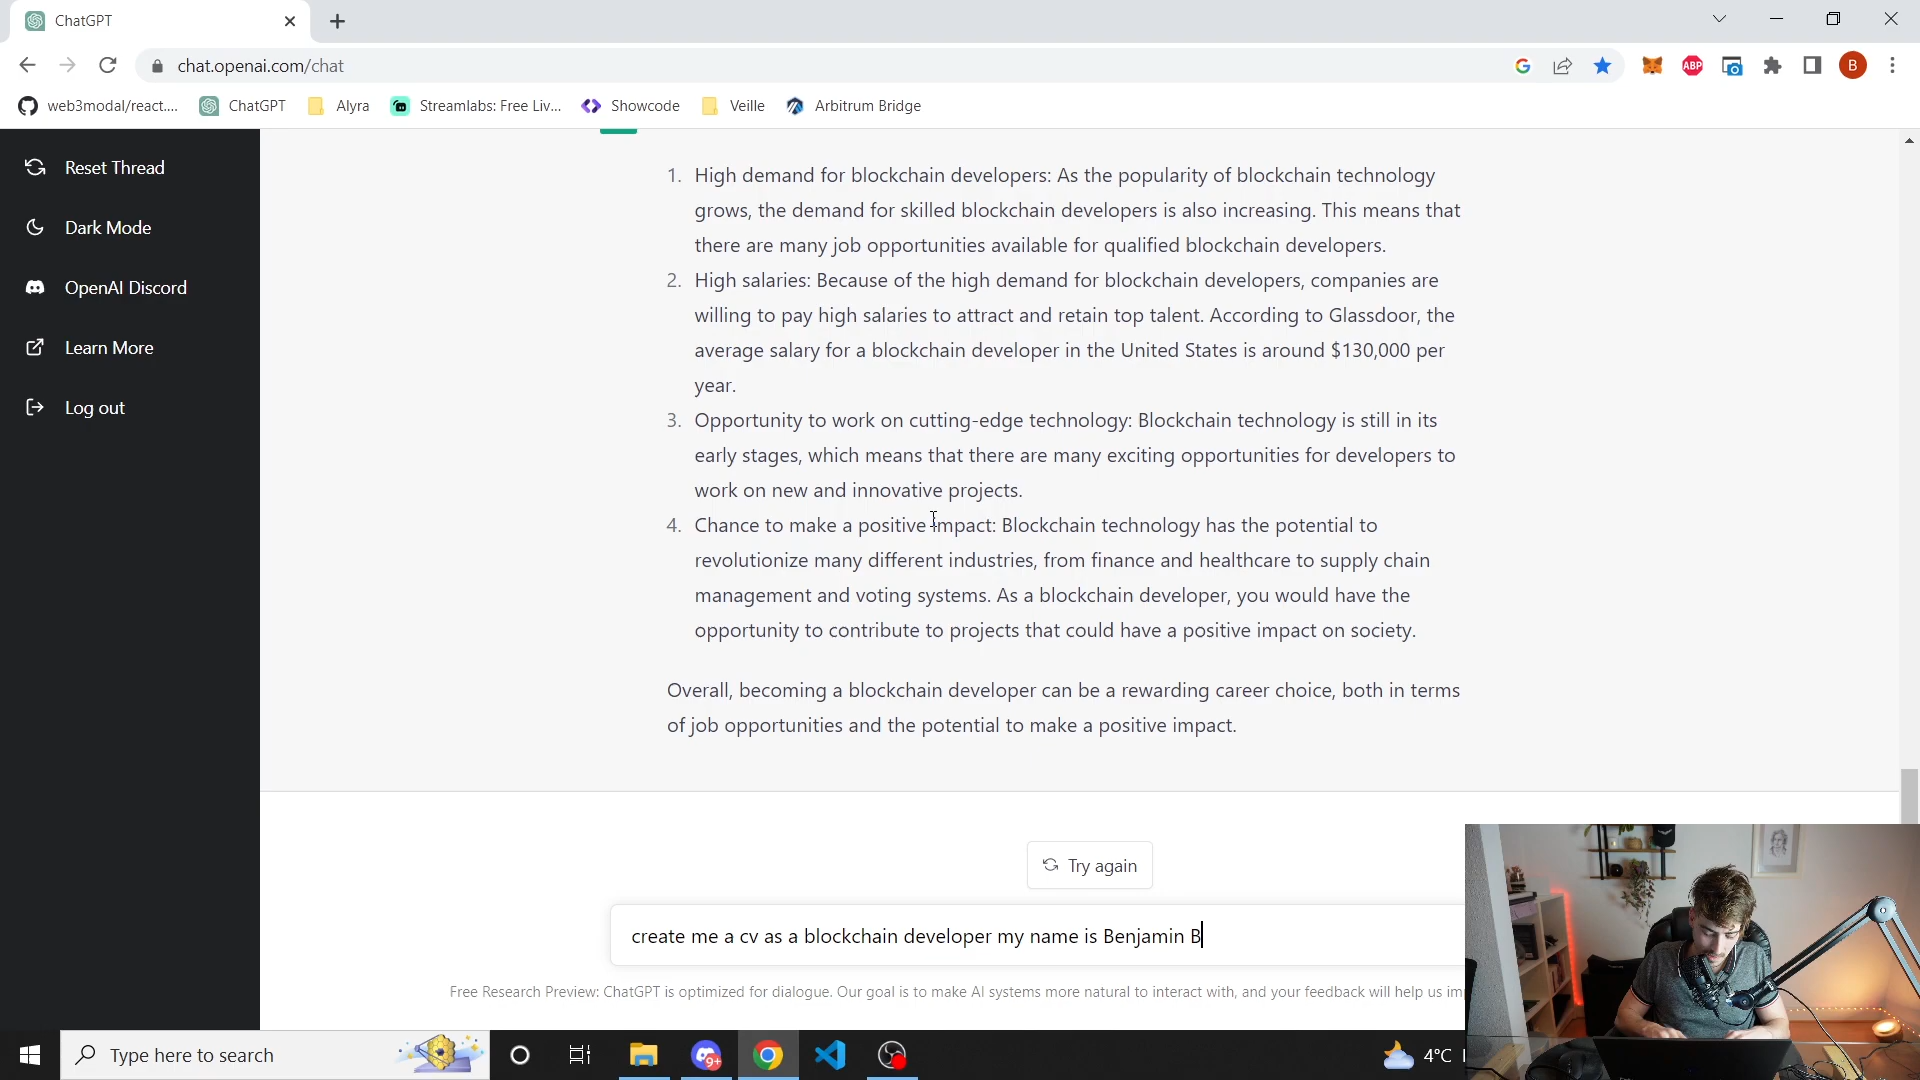 ChatGPT
chat.openai.com/chat
B
web3modal/react....
ChatGPT
Alyra
Streamlabs: Free Liv...
Showcode
Veille
Arbitrum Bridge
Reset Thread
Dark Mode
OpenAI Discord
Learn More
Log out
1. High demand for blockchain developers: As the popularity of blockchain technology
grows, the demand for skilled blockchain developers is also increasing. This means that
there are many job opportunities available for qualified blockchain developers.
2. High salaries: Because of the high demand for blockchain developers, companies are
willing to pay high salaries to attract and retain top talent. According to Glassdoor, the
average salary for a blockchain developer in the United States is around $130,000 per
year.
3. Opportunity to work on cutting-edge technology: Blockchain technology is still in its
early stages, which means that there are many exciting opportunities for developers to
work on new and innovative projects.
4. Chance to make a positive impact: Blockchain technology has the potential to
revolutionize many different industries, from finance and healthcare to supply chain
management and voting systems. As a blockchain developer, you would have the
opportunity to contribute to projects that could have a positive impact on society.
Overall, becoming a blockchain developer can be a rewarding career choice, both in terms
of job opportunities and the potential to make a positive impact.
Try again
create me a cv as a blockchain developer my name is Benjamin B
Free Research Preview: ChatGPT is optimized for dialogue. Our goal is to make AI systems more natural to interact with, and your feedback will help us
Type here to search
9+
4°C
ABP